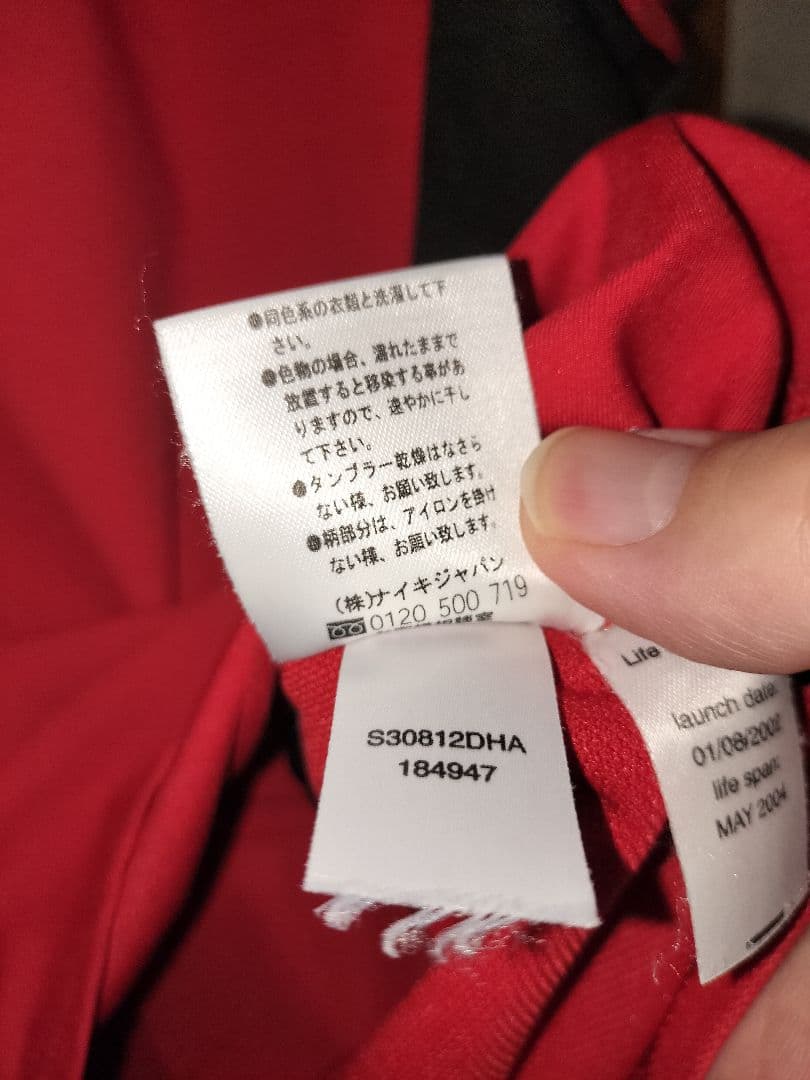 ●同色系の衣類と洗濯して下
さい。
●色物の場合、濡れたままで
放置すると移染する事があ
りますので、速やかに干し
て下さい。
●タンブラー乾燥はなさら
ない様、お願い致します。
●柄部分は、アイロンを掛け
ない様、お願い致します。
(株)ナイキジャパン
0120 500 719
S30812DHA
184947
Life
launch date:
01/08/2002
life span:
MAY 2004